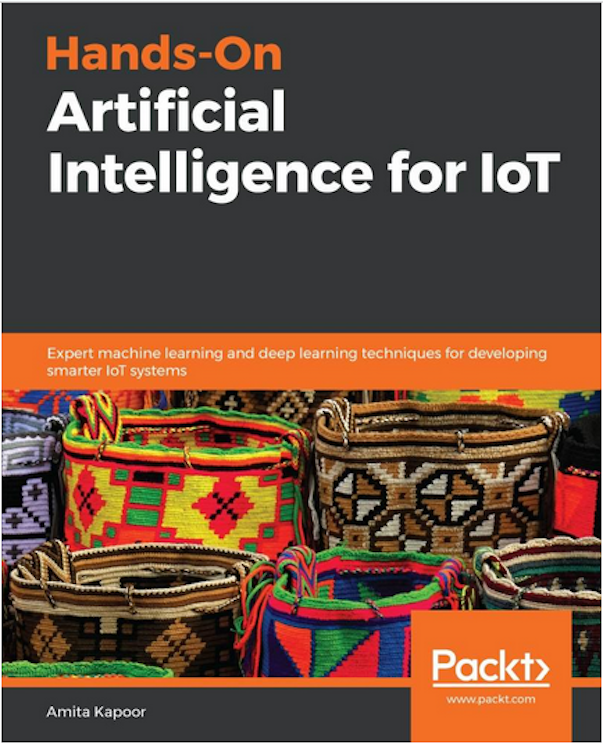 Hands-On
Artificial
Intelligence for IoT
Expert machine learning and deep learning techniques for developing
smarter IoT systems
Packt>
www.packt.com
Amita Kapoor